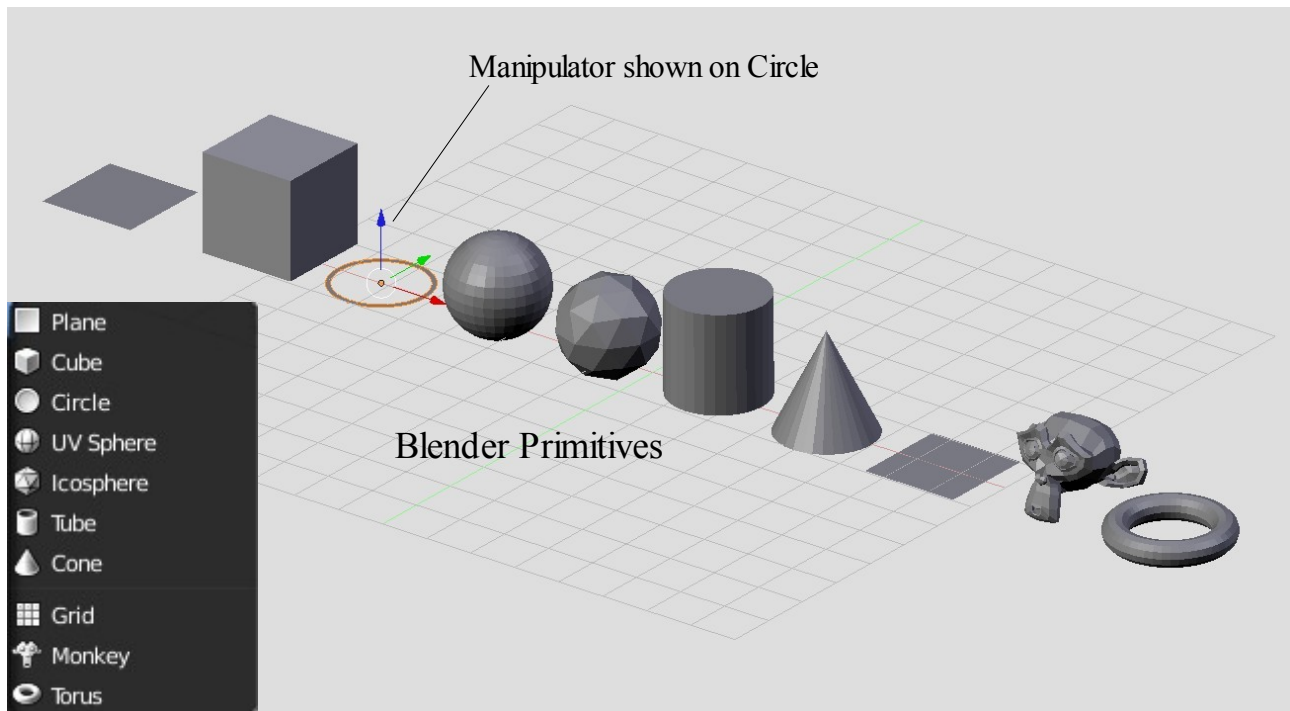 Manipulator shown on Circle
Blender Primitives
Plane
Cube
Circle
UV Sphere
Icosphere
Tube
Cone
Grid
Monkey
Torus